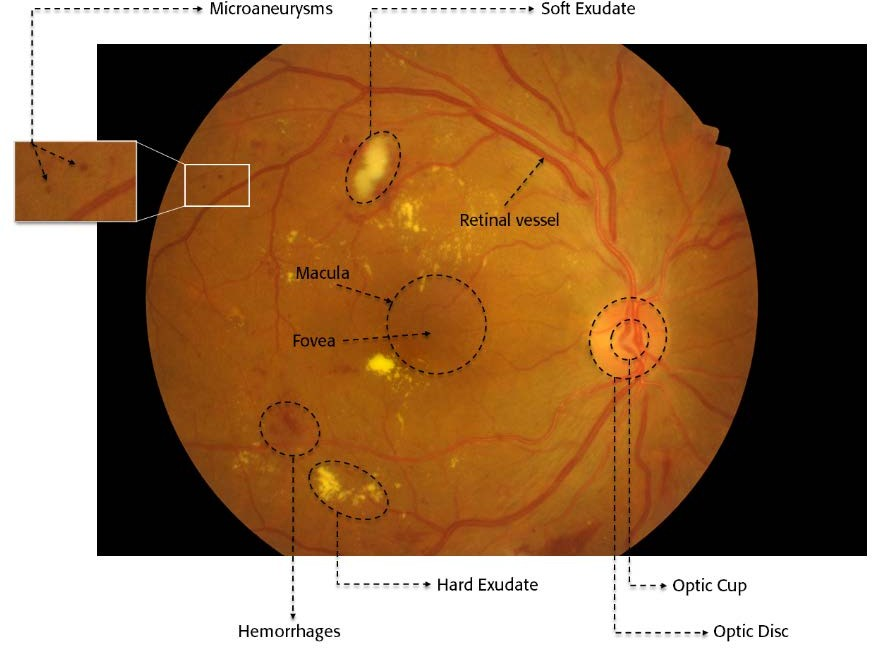 Microaneurysms
Soft Exudate
Retinal vessel
Macula
Fovea
Hard Exudate
Optic Cup
Hemorrhages
Optic Disc